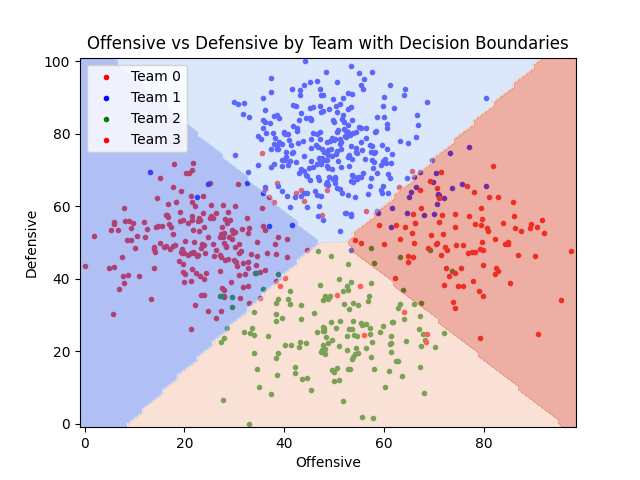 Offensive vs Defensive by Team with Decision Boundaries
Team 0
Team 1
Team 2
Team 3
100
80
60
40
20
0
Defensive
0 20 40 60 80
Offensive